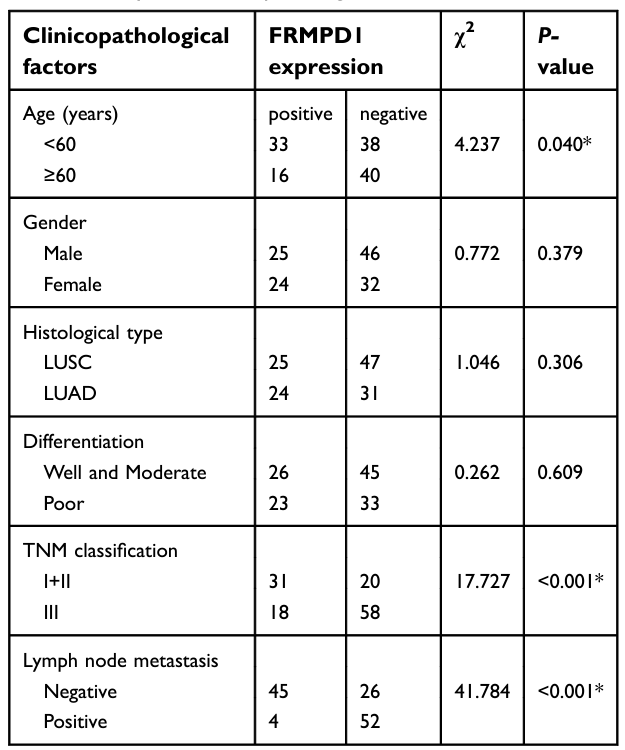 Clinicopathological factors FRMPD1 expression χ² P-value
Age (years) positive negative
<60 33 38 4.237 0.040*
≥60 16 40
Gender
Male 25 46 0.772 0.379
Female 24 32
Histological type
LUSC 25 47 1.046 0.306
LUAD 24 31
Differentiation
Well and Moderate 26 45 0.262 0.609
Poor 23 33
TNM classification
I+II 31 20 17.727 <0.001*
III 18 58
Lymph node metastasis
Negative 45 26 41.784 <0.001*
Positive 4 52